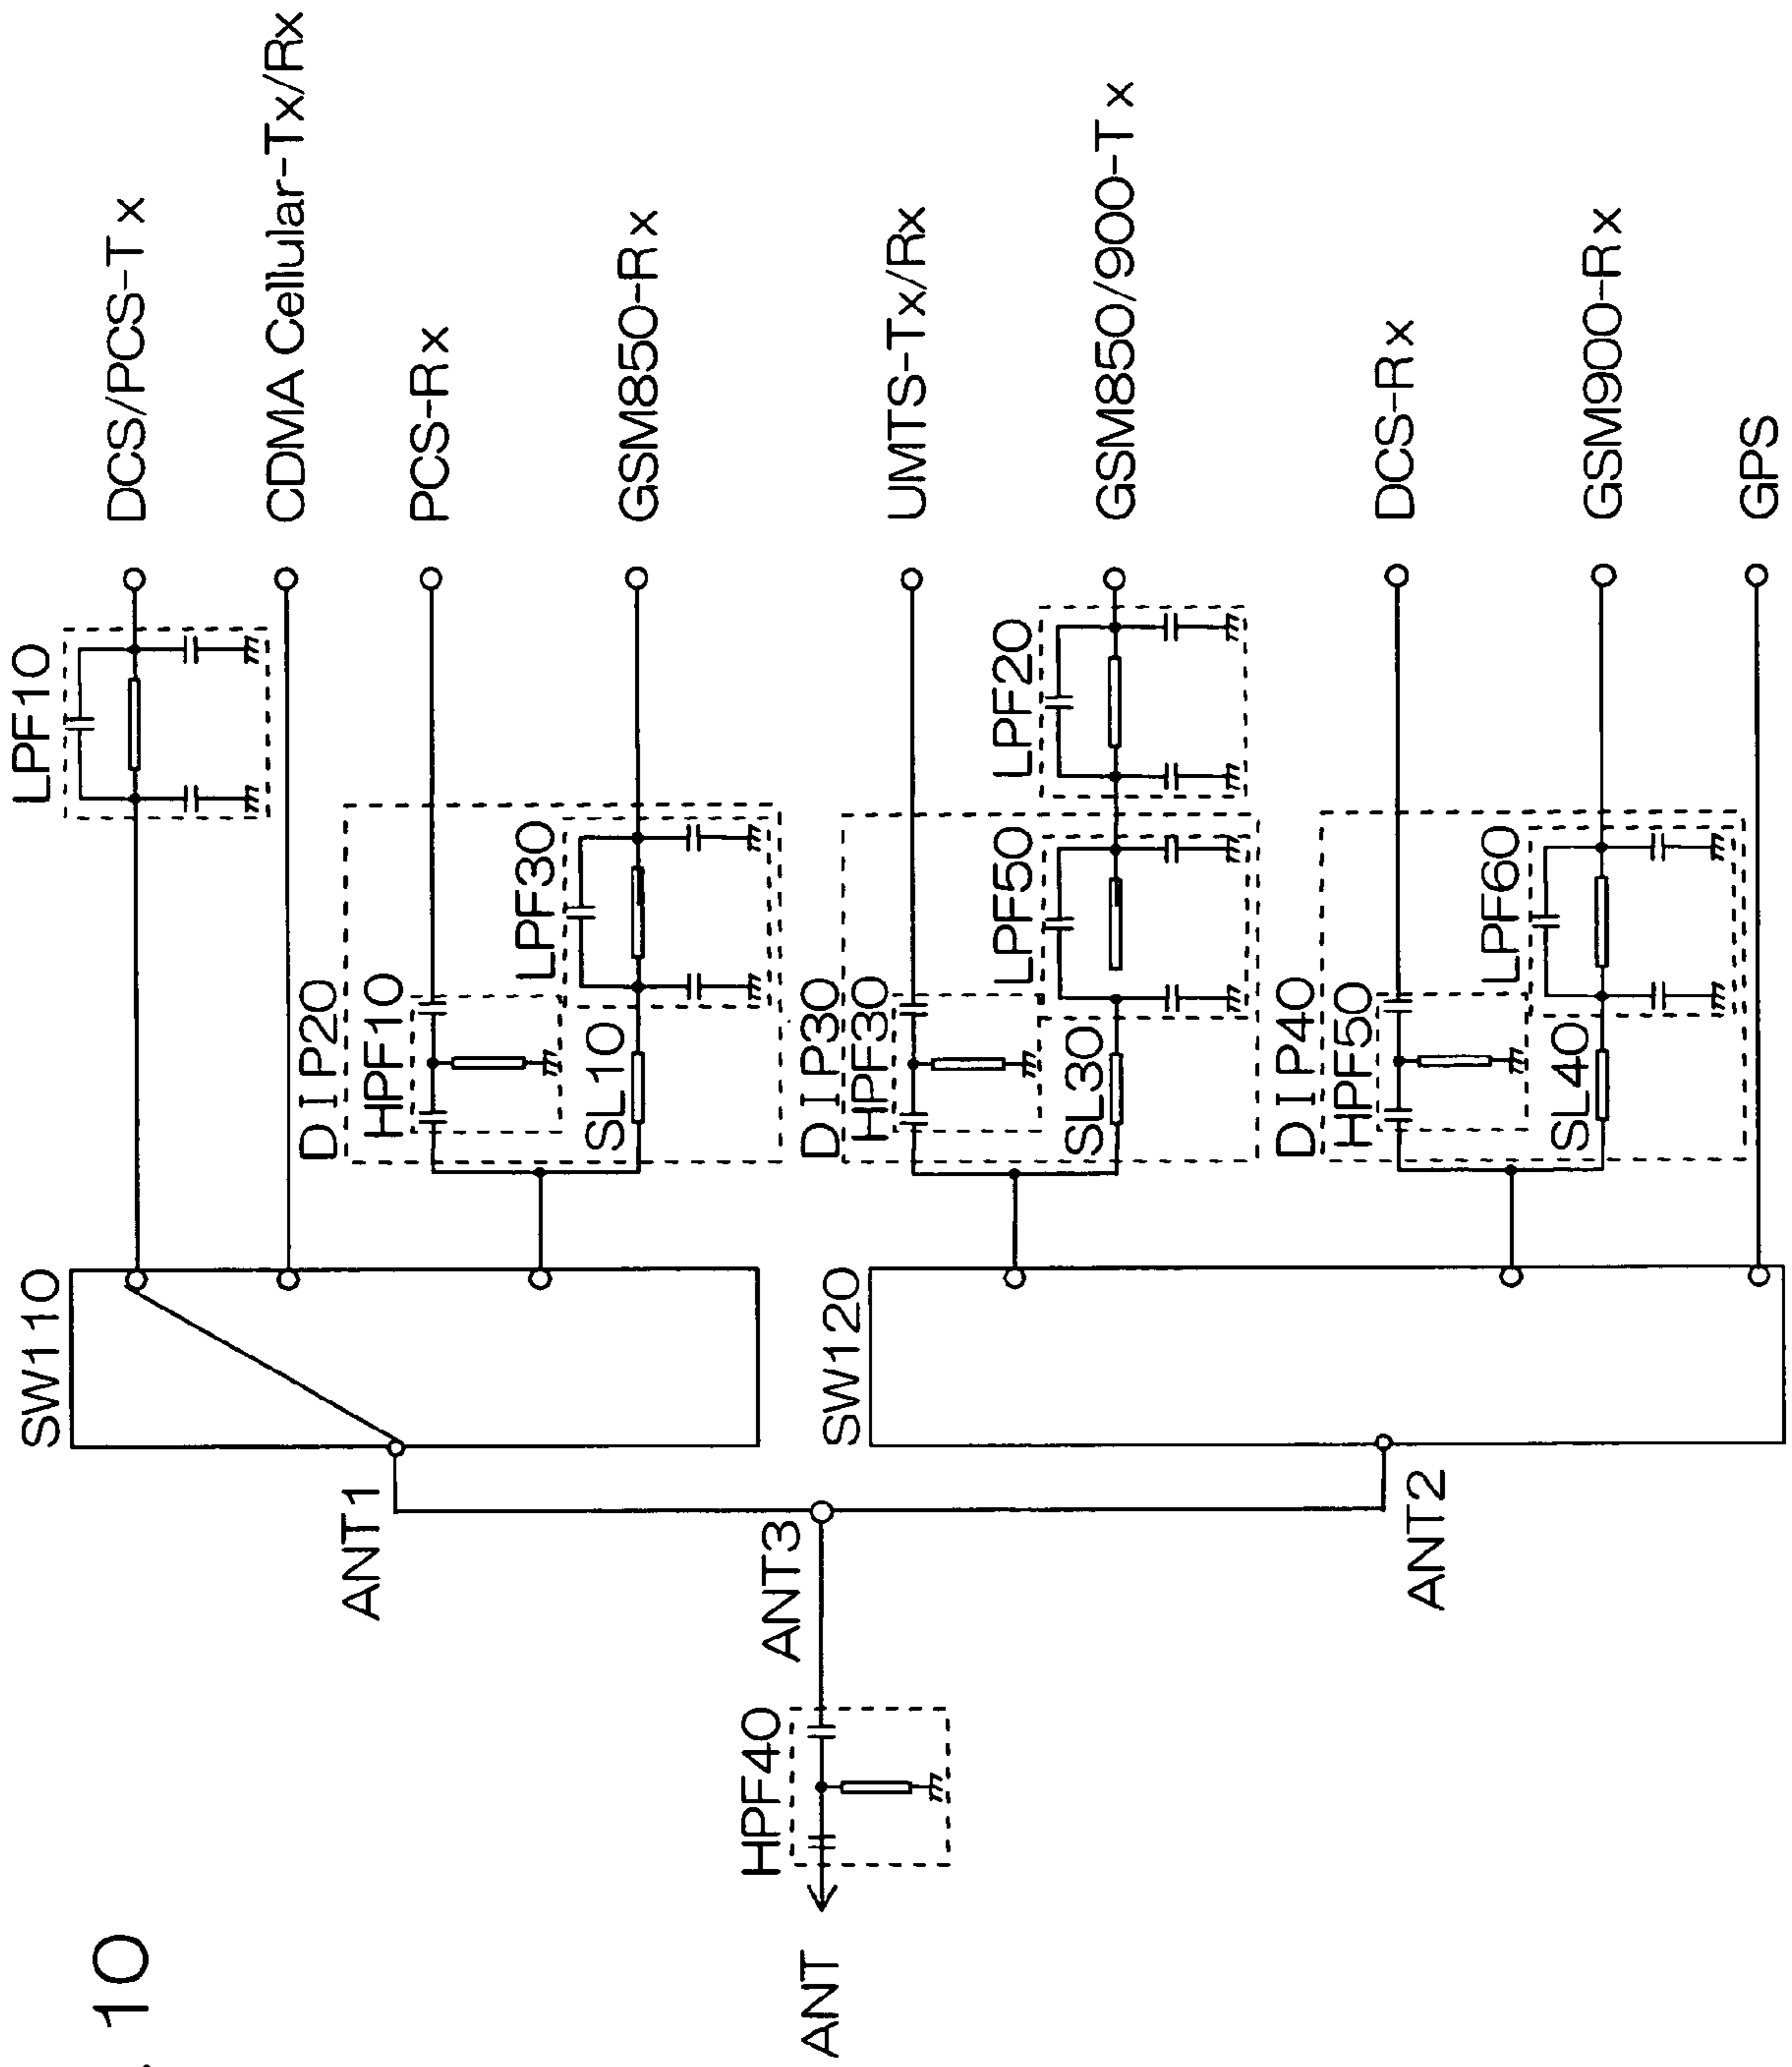 10
LPF10
DCS/PCS-Tx
CDMA Cellular-Tx/Rx
SW110
DIP20
HPF10
PCS-Rx
LPF30
SL10
GSM850-Rx
ANT1
HPF40
ANT
ANT3
SW120
DIP30
HPF30
UMTS-Tx/Rx
LPF50
LPF20
SL30
GSM850/900-Tx
DIP40
HPF50
DCS-Rx
LPF60
SL40
GSM900-Rx
ANT2
GPS